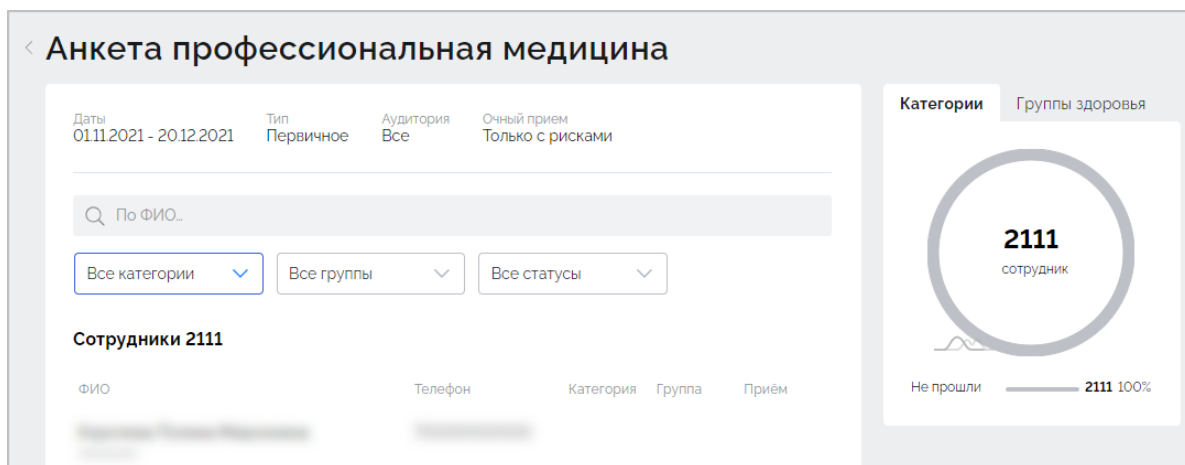 Анкета профессиональная медицина
Даты Тип Аудитория Очный прием
01.11.2021 - 20.12.2021 Первичное Все Только с рисками
По ФИО...
Все категории Все группы Все статусы
Сотрудники 2111
ФИО Телефон Категория Группа Приём
Категории Группы здоровья
2111
сотрудник
Не прошли 2111 100%